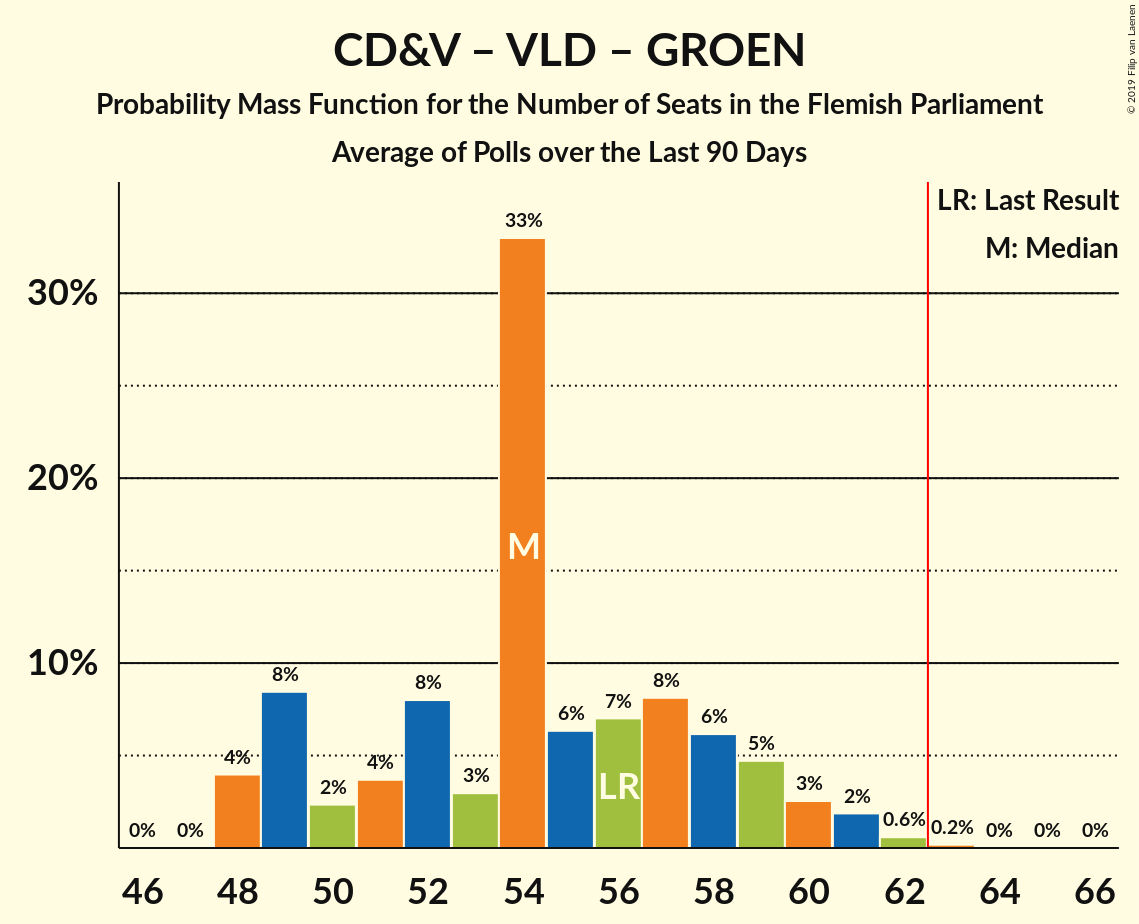 CD&V – VLD – GROEN
Probability Mass Function for the Number of Seats in the Flemish Parliament
Average of Polls over the Last 90 Days
© 2019 Filip van Laenen
LR: Last Result
M: Median
30%
20%
10%
0%
0%
4%
8%
2%
4%
8%
3%
33%
6%
7%
8%
6%
5%
3%
2%
0.6%
0.2%
0%
0%
0%
M
LR
46 48 50 52 54 56 58 60 62 64 66